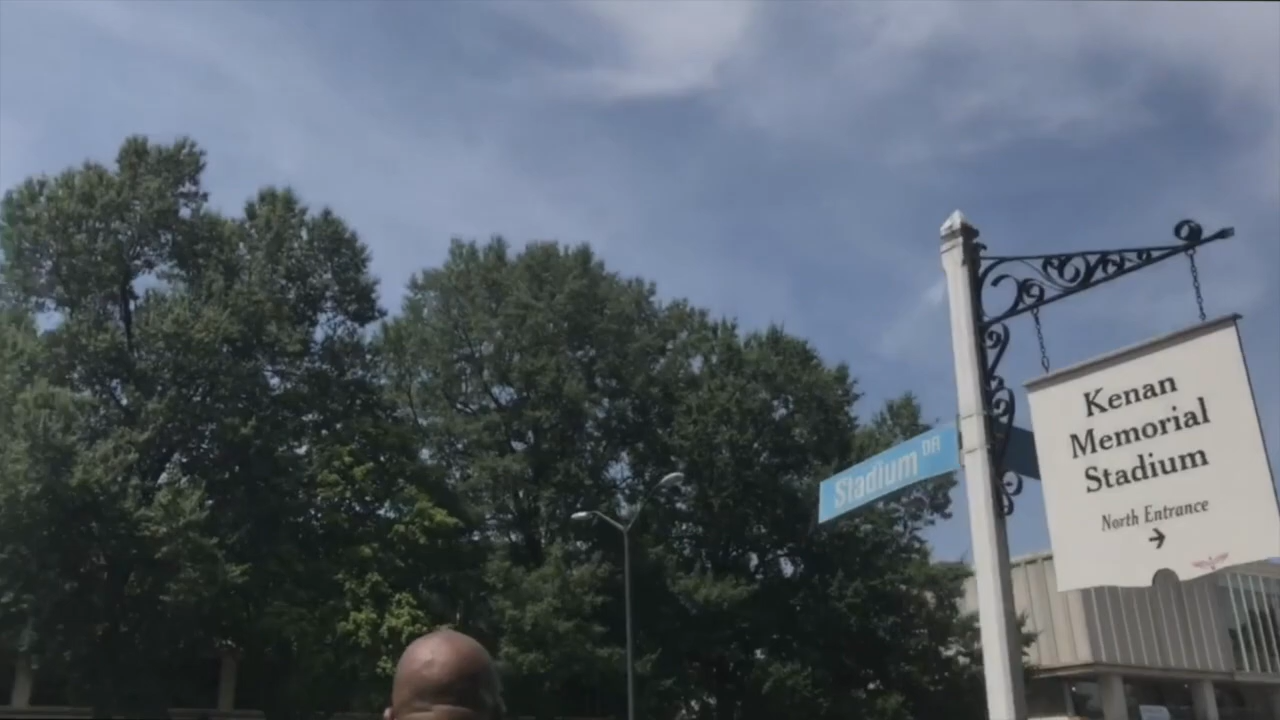 Stadium DR
Kenan
Memorial
Stadium
North Entrance
→